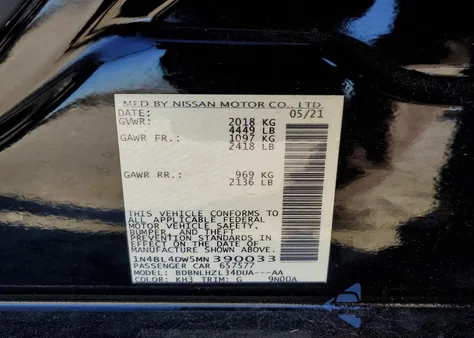 MFD BY NISSAN MOTOR CO., LTD.
DATE: 05/21
GVWR: 2018 KG
4449 LB
GAWR FR.: 1097 KG
2418 LB
GAWR RR.: 969 KG
2136 LB
THIS VEHICLE CONFORMS TO
ALL APPLICABLE FEDERAL
MOTOR VEHICLE SAFETY,
BUMPER, AND THEFT
PREVENTION STANDARDS IN
EFFECT ON THE DATE OF
MANUFACTURE SHOWN ABOVE.
1N4BL4DW5MN390033
PASSENGER CAR 657577
MODEL: BDBNLHZL34DUA---AA
COLOR: KH3 TRIM: G 9N00A